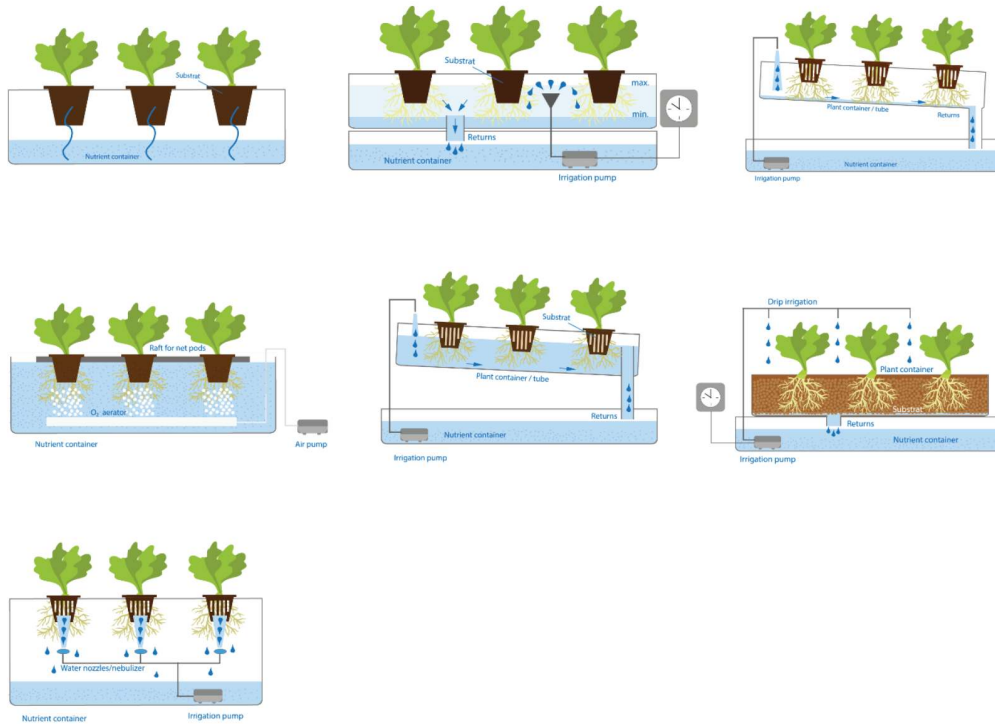 Substrat
Nutrient container
Substrat
max.
min.
Returns
Nutrient container
Irrigation pump
Plant container / tube
Returns
Nutrient container
Irrigation pump
Raft for net pods
O₂ aerator
Nutrient container
Air pump
Substrat
Plant container / tube
Returns
Nutrient container
Irrigation pump
Drip irrigation
Plant container
Substrat
Returns
Nutrient container
Irrigation pump
Water nozzles/nebulizer
Nutrient container
Irrigation pump